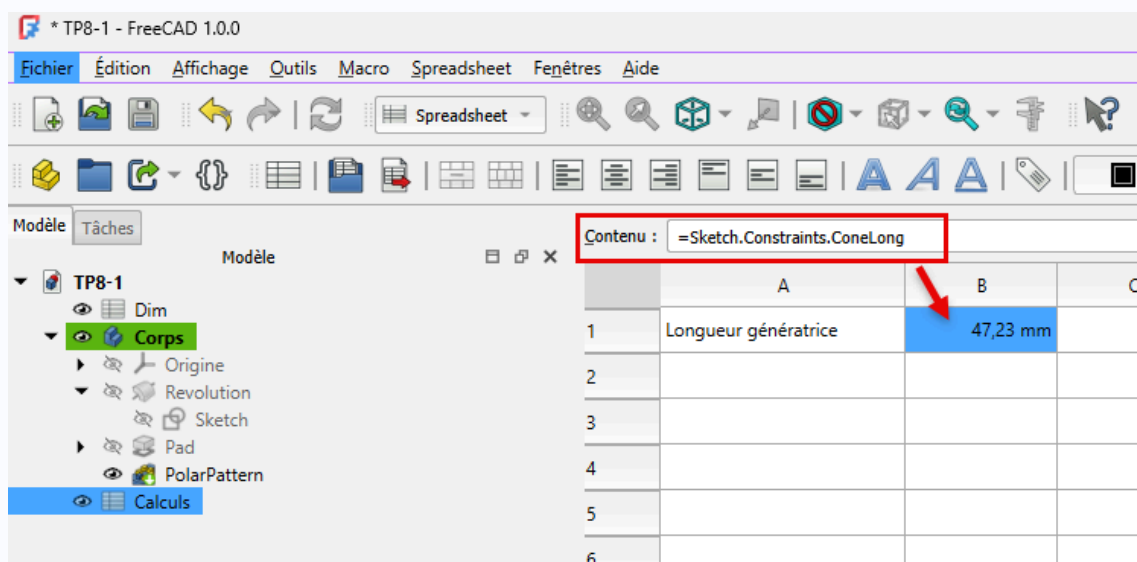 * TP8-1 - FreeCAD 1.0.0
Fichier Édition Affichage Outils Macro Spreadsheet Fenêtres Aide
Spreadsheet
Modèle Tâches
Modèle
TP8-1
Dim
Corps
Origine
Revolution
Sketch
Pad
PolarPattern
Calculs
Contenu : =Sketch.Constraints.ConeLong
A B C
1 Longueur génératrice 47,23 mm
2
3
4
5
6